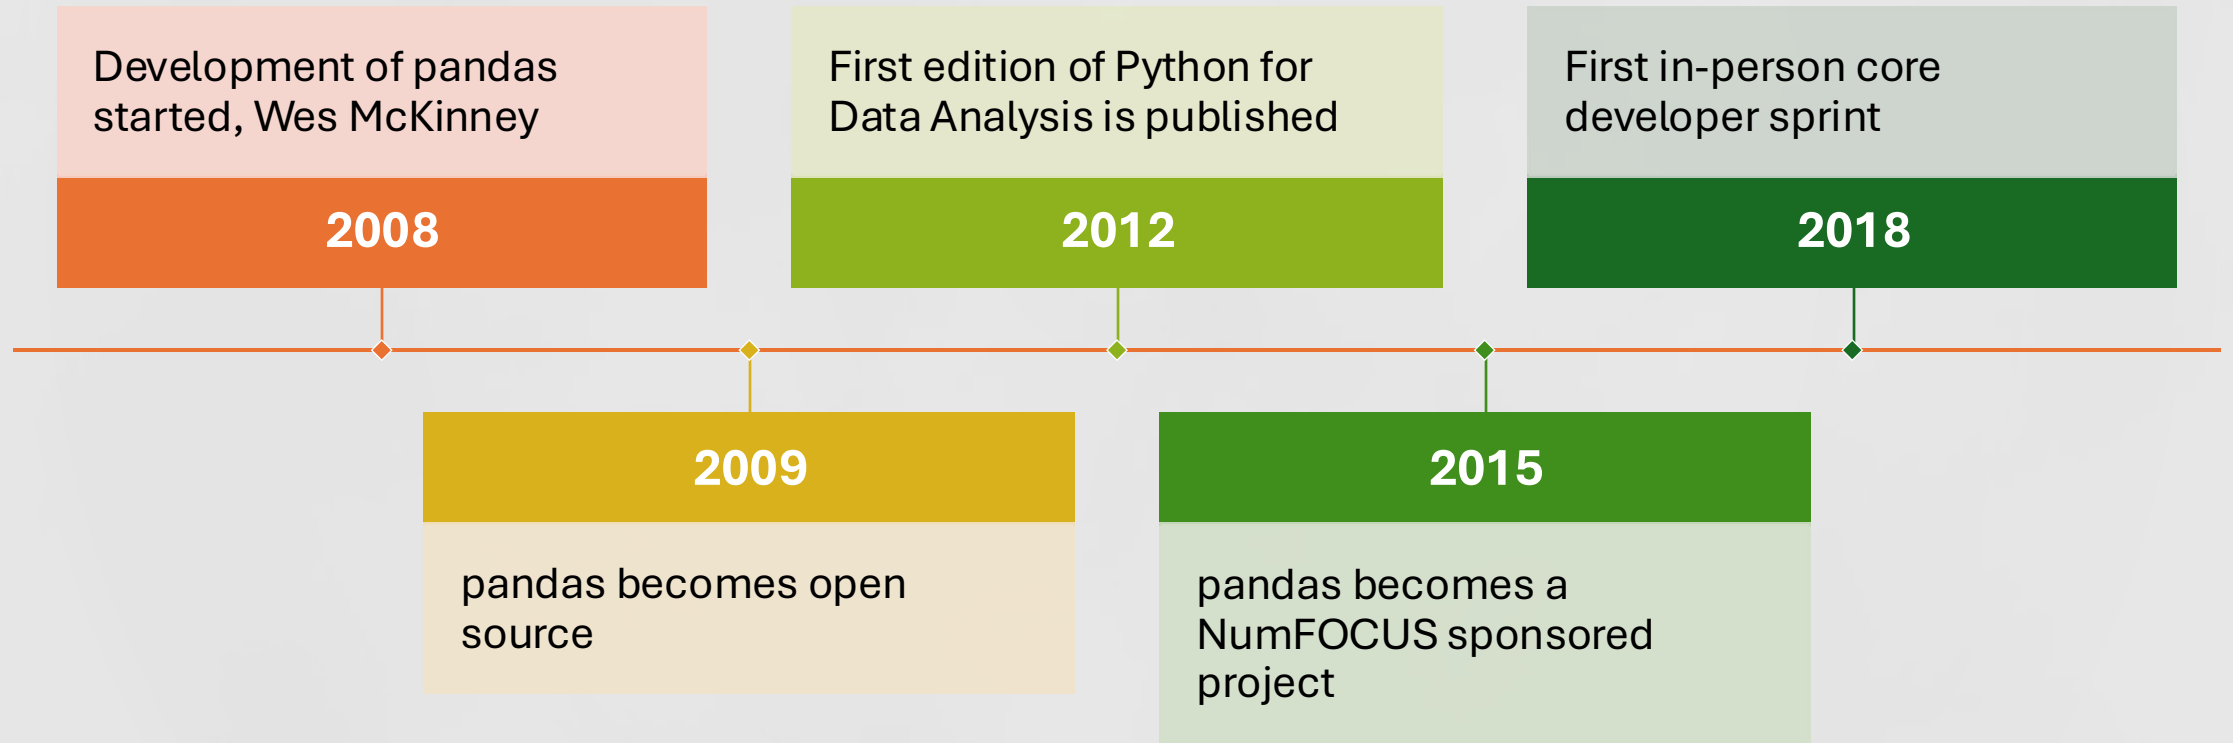 Development of pandas
started, Wes McKinney
2008
2009
pandas becomes open
source
First edition of Python for
Data Analysis is published
2012
2015
pandas becomes a
NumFOCUS sponsored
project
First in-person core
developer sprint
2018